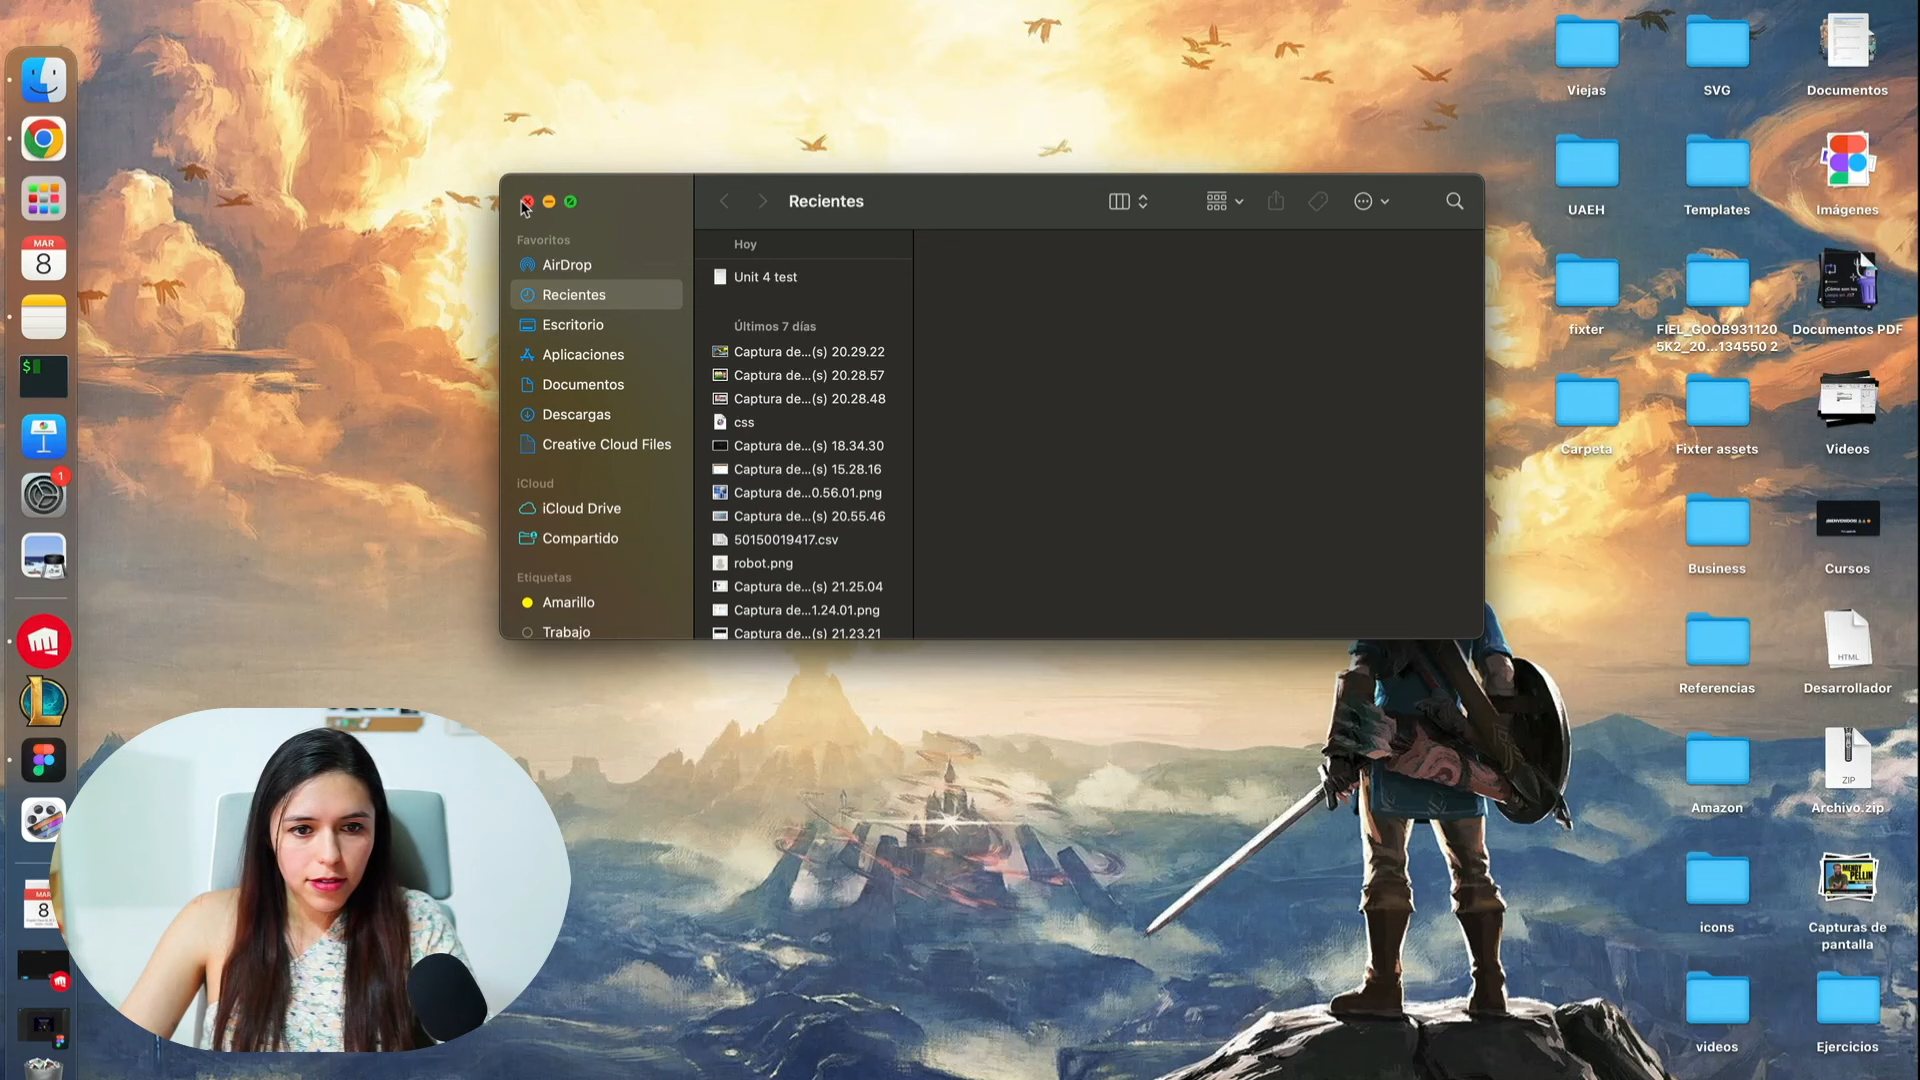 MAR
8
$
1
MAR
8
Recientes
Favoritos
AirDrop
Recientes
Escritorio
Aplicaciones
Documentos
Descargas
Creative Cloud Files
iCloud
iCloud Drive
Compartido
Etiquetas
Amarillo
Trabajo
Hoy
Unit 4 test
Últimos 7 días
Captura de...(s) 20.29.22
Captura de...(s) 20.28.57
Captura de...(s) 20.28.48
css
Captura de...(s) 18.34.30
Captura de...(s) 15.28.16
Captura de...0.56.01.png
Captura de...(s) 20.55.46
50150019417.csv
robot.png
Captura de...(s) 21.25.04
Captura de...1.24.01.png
Captura de...(s) 21.23.21
Viejas
SVG
Documentos
UAEH
Templates
Imágenes
fixter
FIEL_GOOB931120
5K2_20...134550 2
Documentos PDF
Carpeta
Fixter assets
Videos
Business
¡BIENVENIDOS!
Cursos
Referencias
HTML
Desarrollador
Amazon
ZIP
Archivo.zip
icons
MENDY
PELLIN
Capturas de
pantalla
videos
Ejercicios